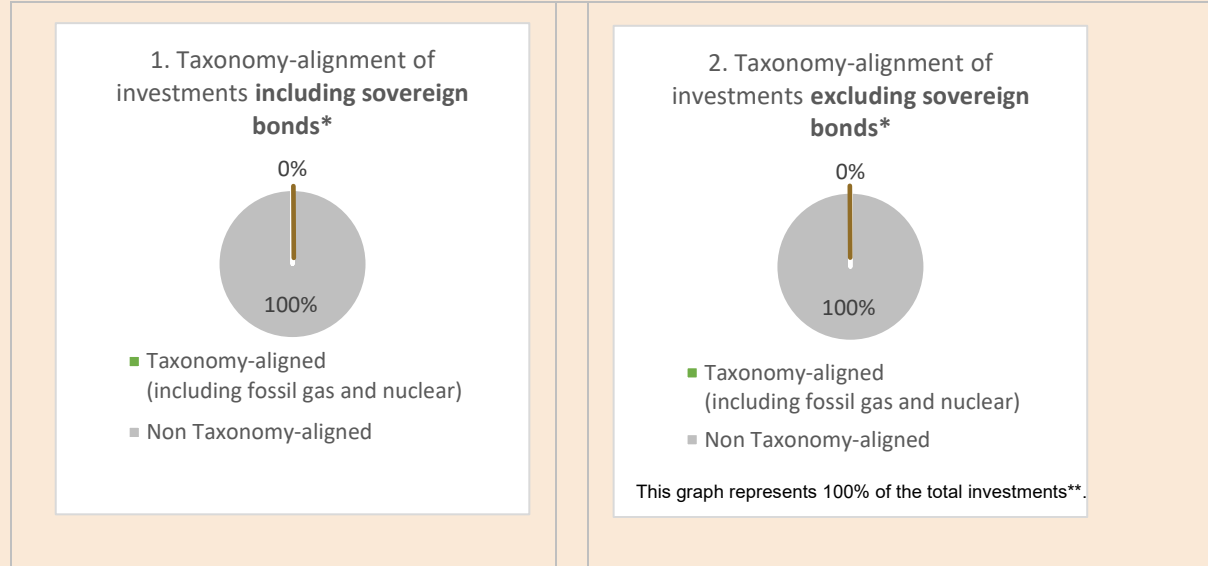 1. Taxonomy-alignment of
investments including sovereign
bonds*
0%
100%
Taxonomy-aligned
(including fossil gas and nuclear)
Non Taxonomy-aligned
2. Taxonomy-alignment of
investments excluding sovereign
bonds*
0%
100%
Taxonomy-aligned
(including fossil gas and nuclear)
Non Taxonomy-aligned
This graph represents 100% of the total investments**.